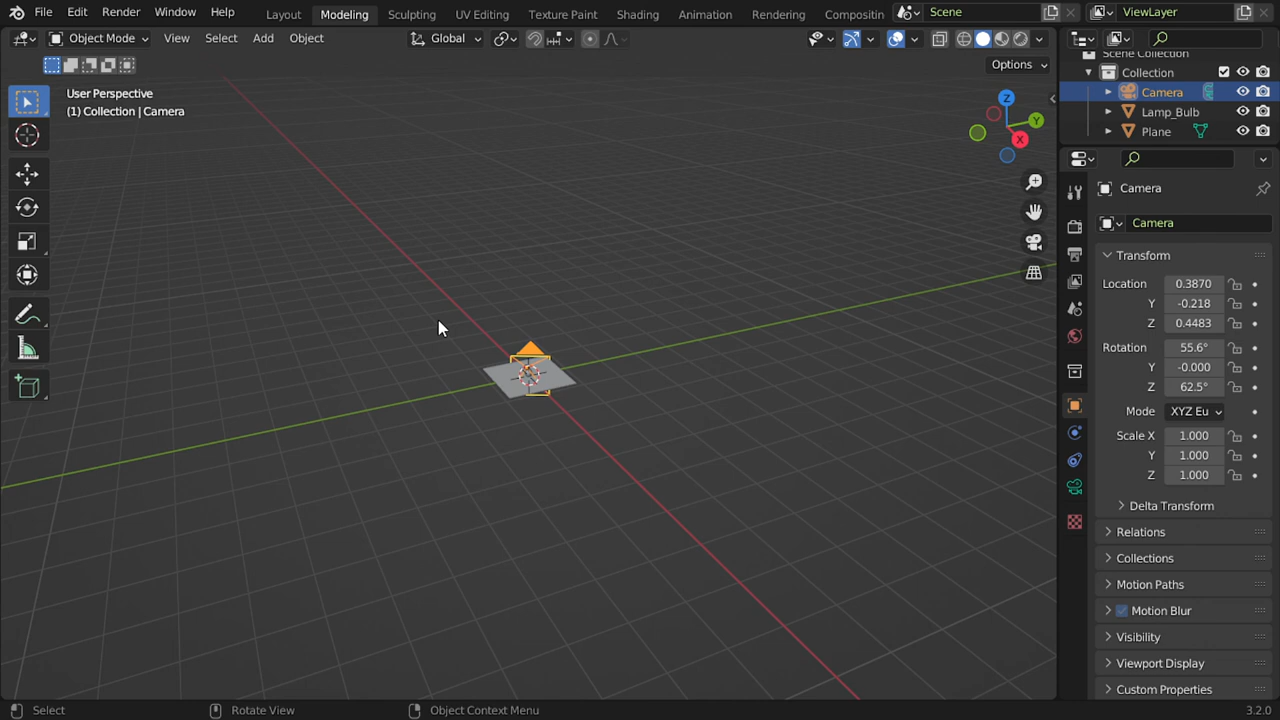 File Edit Render Window Help Layout Modeling Sculpting UV Editing Texture Paint Shading Animation Rendering Compositin Scene ViewLayer
Object Mode View Select Add Object Global
Options
User Perspective
(1) Collection | Camera
Z
Y
X
Scene Collection
Collection
Camera
Lamp_Bulb
Plane
Camera
Camera
Transform
Location 0.3870
Y -0.218
Z 0.4483
Rotation 55.6°
Y -0.000
Z 62.5°
Mode XYZ Eu
Scale X 1.000
Y 1.000
Z 1.000
Delta Transform
Relations
Collections
Motion Paths
Motion Blur
Visibility
Viewport Display
Custom Properties
Select Rotate View Object Context Menu 3.2.0